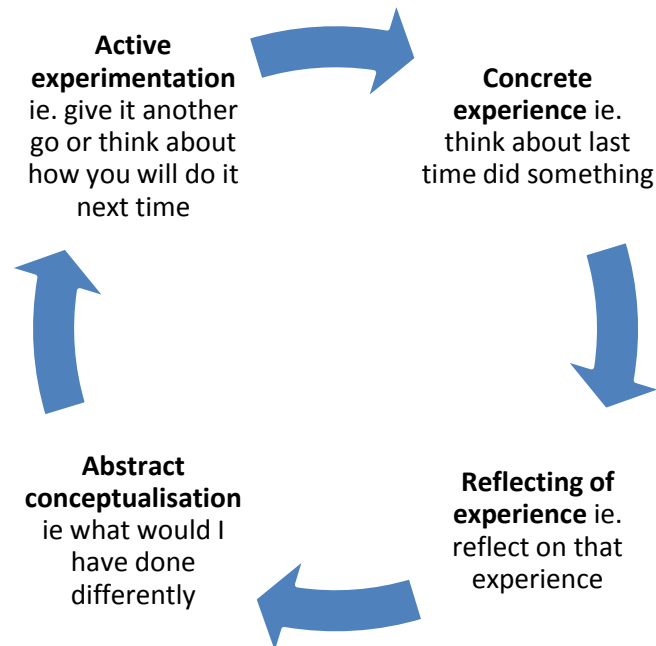 Active
experimentation
ie. give it another
go or think about
how you will do it
next time
Concrete
experience ie.
think about last
time did something
Reflecting of
experience ie.
reflect on that
experience
Abstract
conceptualisation
ie what would I
have done
differently